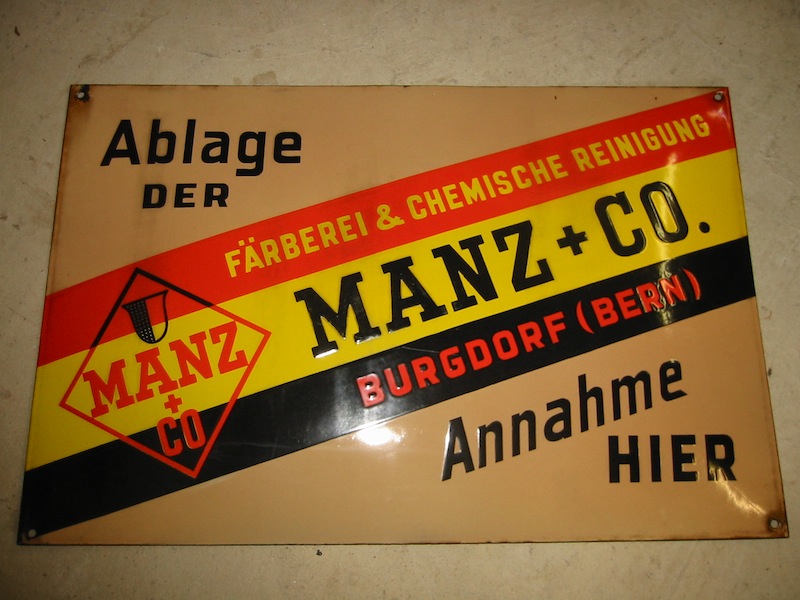 Ablage
DER
FÄRBEREI & CHEMISCHE REINIGUNG
MANZ + CO.
BURGDORF (BERN)
MANZ
+
CO
Annahme
HIER